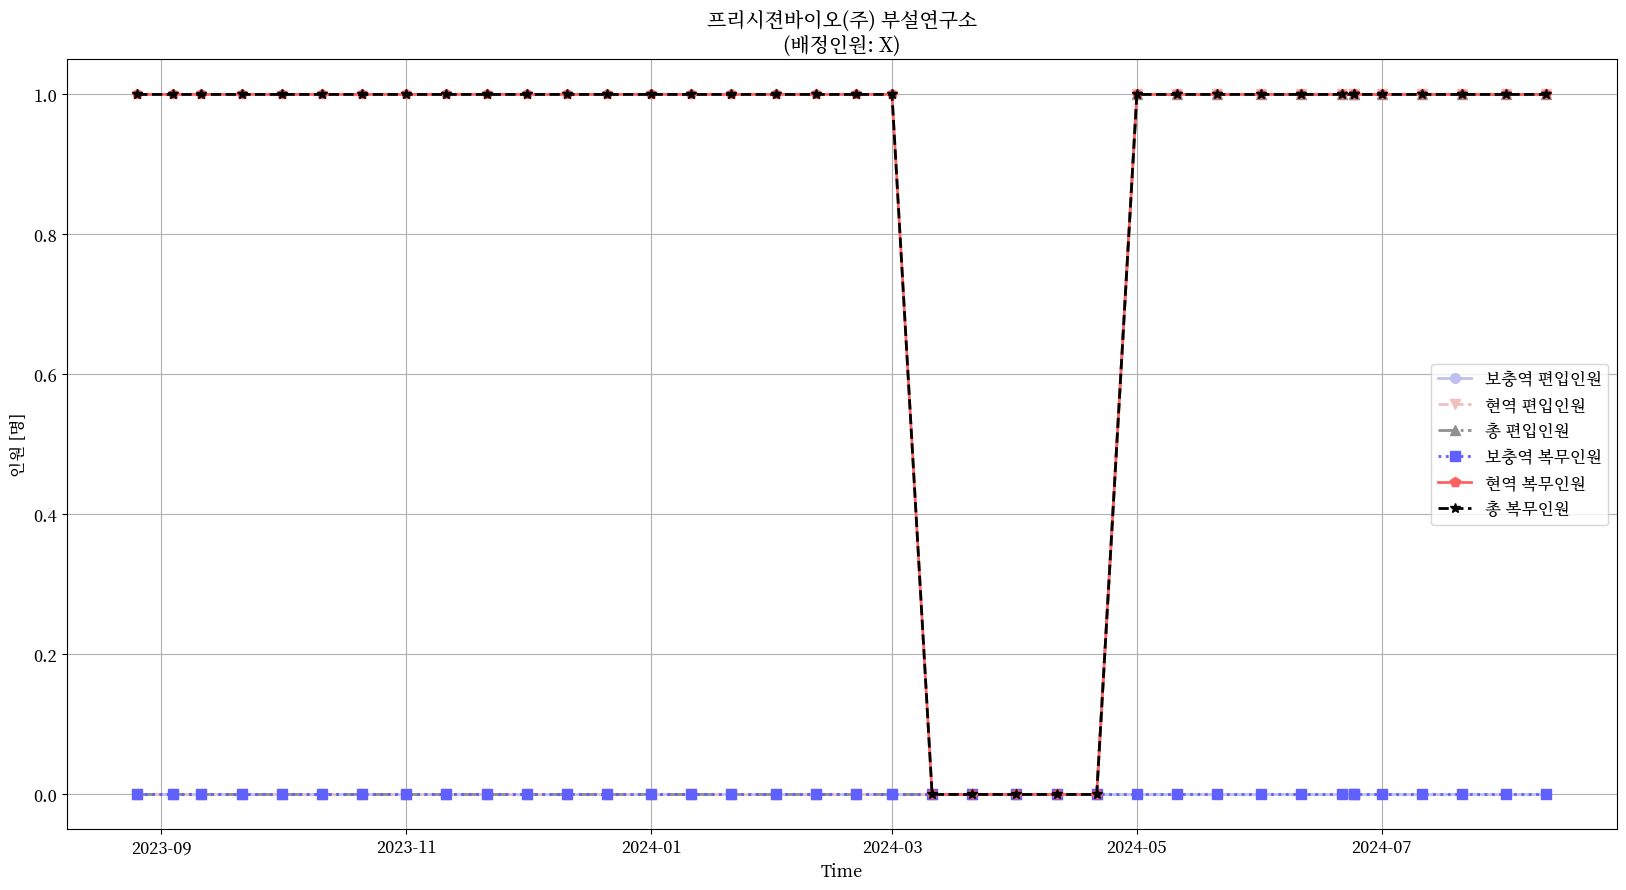 프리시젼바이오(주) 부설연구소
(배정인원: X)
인원 [명]
1.0
0.8
0.6
0.4
0.2
0.0
보충역 편입인원
현역 편입인원
총 편입인원
보충역 복무인원
현역 복무인원
총 복무인원
2023-09
2023-11
2024-01
2024-03
2024-05
2024-07
Time